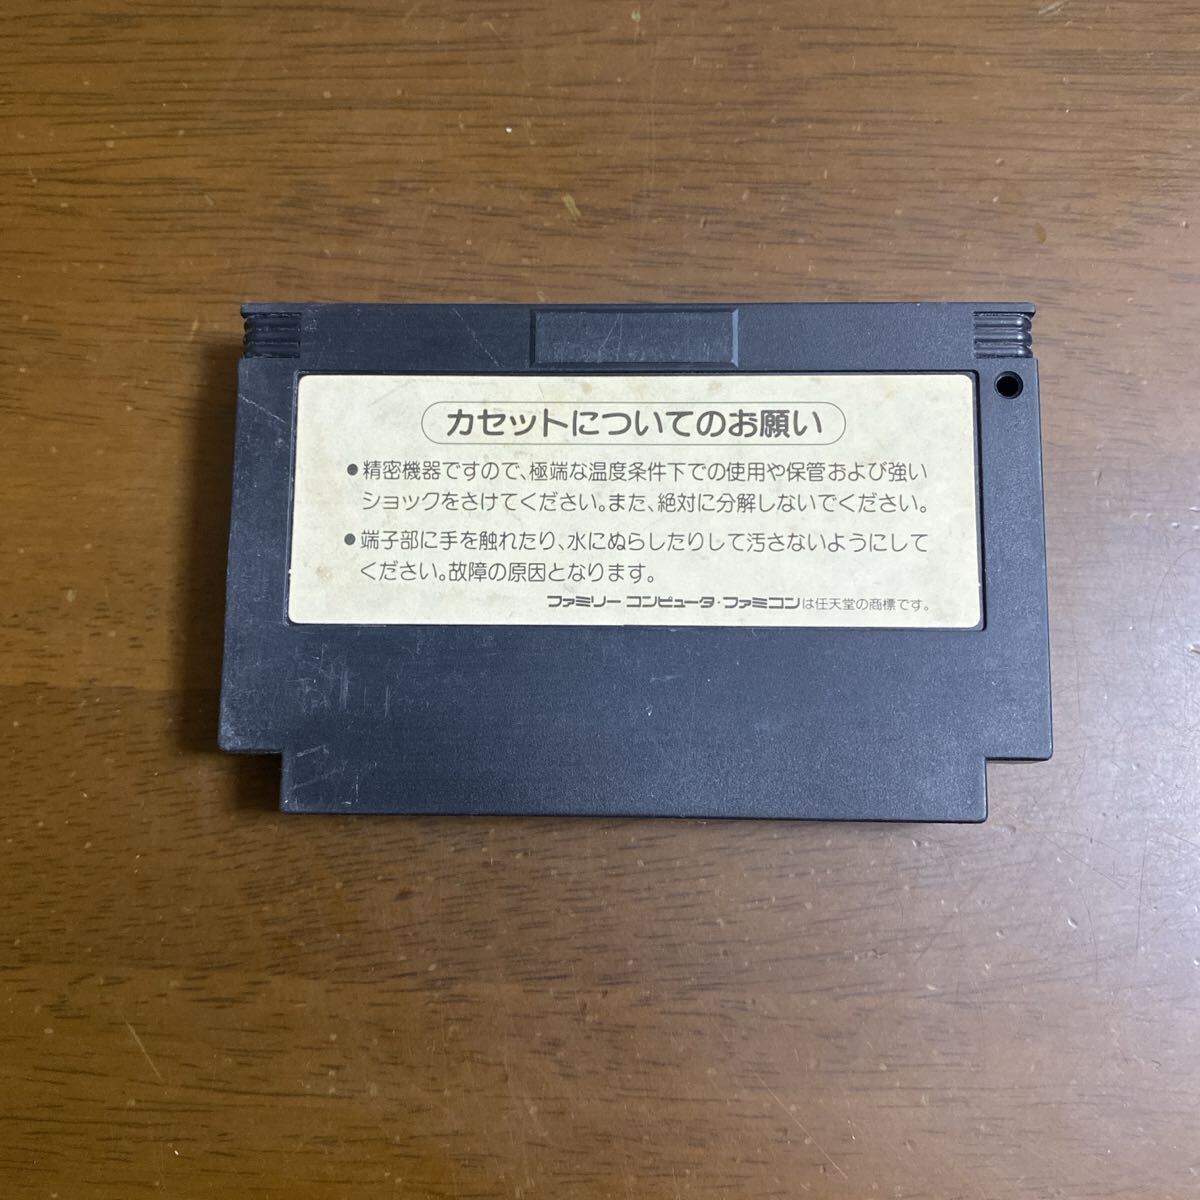 カセットについてのお願い
●精密機器ですので、極端な温度条件下での使用や保管および強い
ショックをさけてください。また、絶対に分解しないでください。
●端子部に手を触れたり、水にぬらしたりして汚さないようにして
ください。故障の原因となります。
ファミリー コンピュータ・ファミコンは任天堂の商標です。